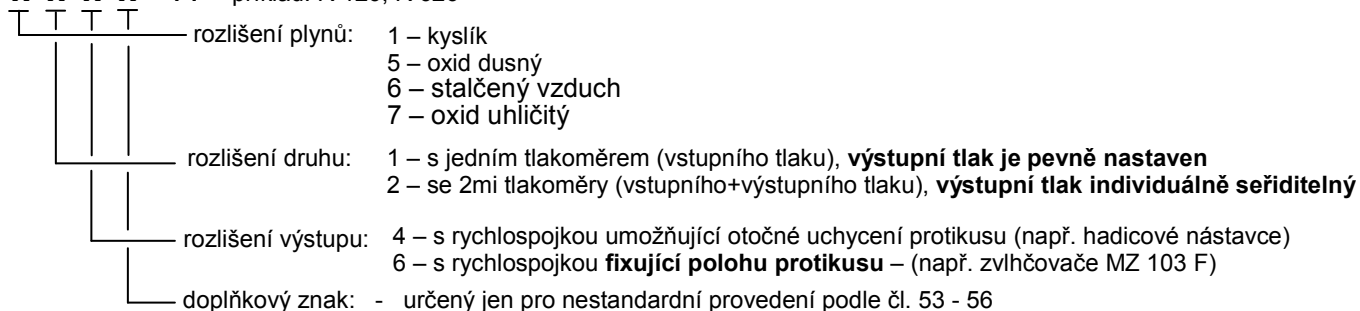 rozlišení plynů: 1 – kyslík
5 – oxid dusný
6 – stalčený vzduch
7 – oxid uhličitý
rozlišení druhu: 1 – s jedním tlakoměrem (vstupního tlaku), výstupní tlak je pevně nastaven
2 – se 2mi tlakoměry (vstupního+výstupního tlaku), výstupní tlak individuálně seřiditelný
rozlišení výstupu: 4 – s rychlospojkou umožňující otočné uchycení protikusu (např. hadicové nástavce)
6 – s rychlospojkou fixující polohu protikusu – (např. zvlhčovače MZ 103 F)
doplňkový znak: - určený jen pro nestandardní provedení podle čl. 53 - 56